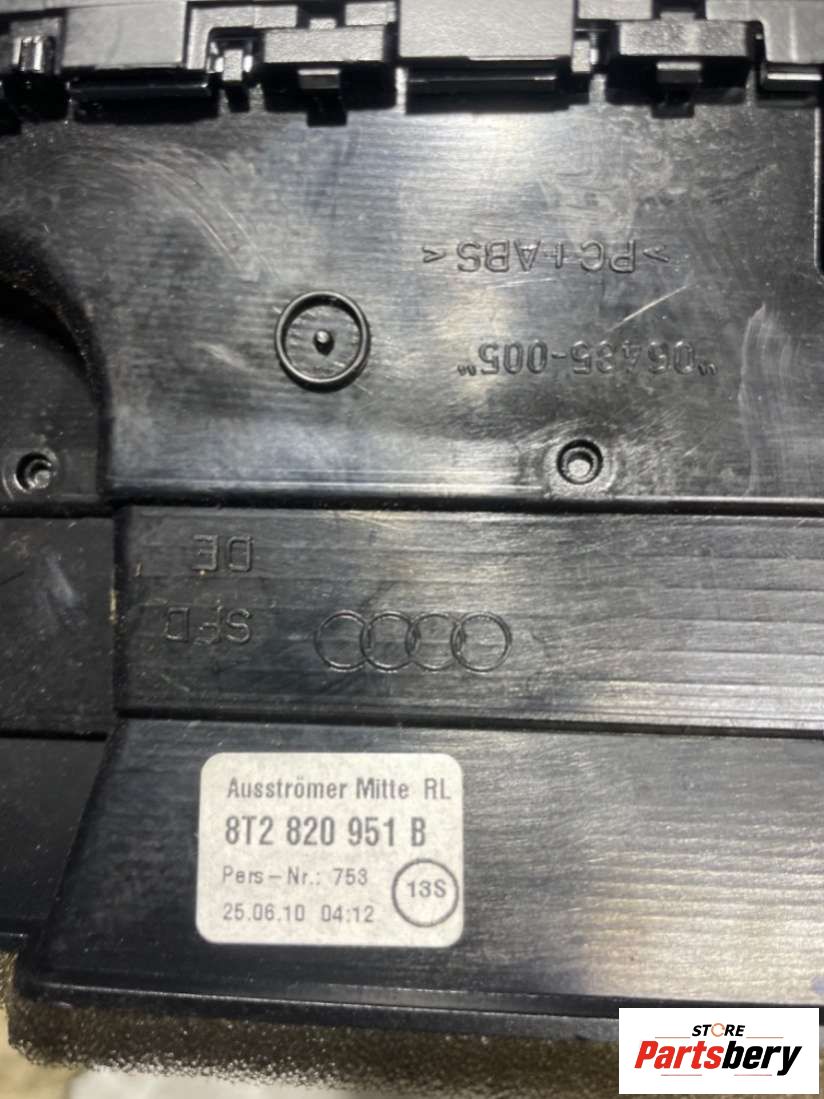 >PC+ABS<
"06435-005"
DE
SFD
Ausströmer Mitte RL
8T2 820 951 B
Pers-Nr.: 753
13S
25.06.10 04:12
STORE
Partsbery